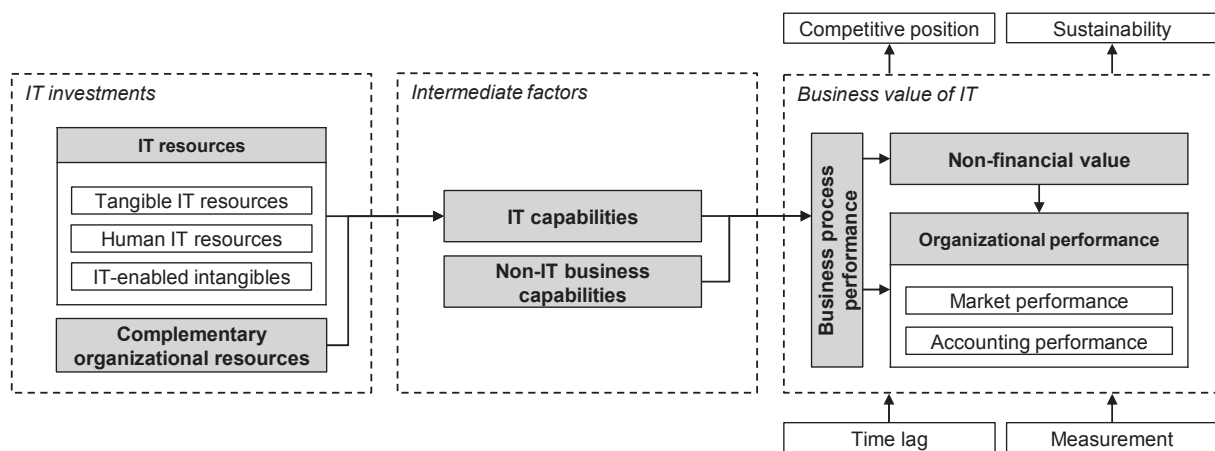 Competitive position
Sustainability
IT investments
Intermediate factors
Business value of IT
IT resources
Tangible IT resources
Human IT resources
IT-enabled intangibles
Complementary
organizational resources
IT capabilities
Non-IT business
capabilities
Business process
performance
Non-financial value
Organizational performance
Market performance
Accounting performance
Time lag
Measurement